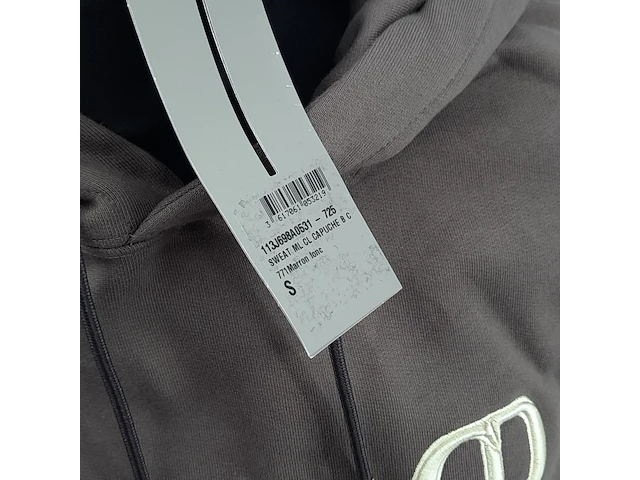 3 617061 053219
113J698A0531 - 725
SWEAT ML CL CAPUCHE B C
771Marron fonc
S